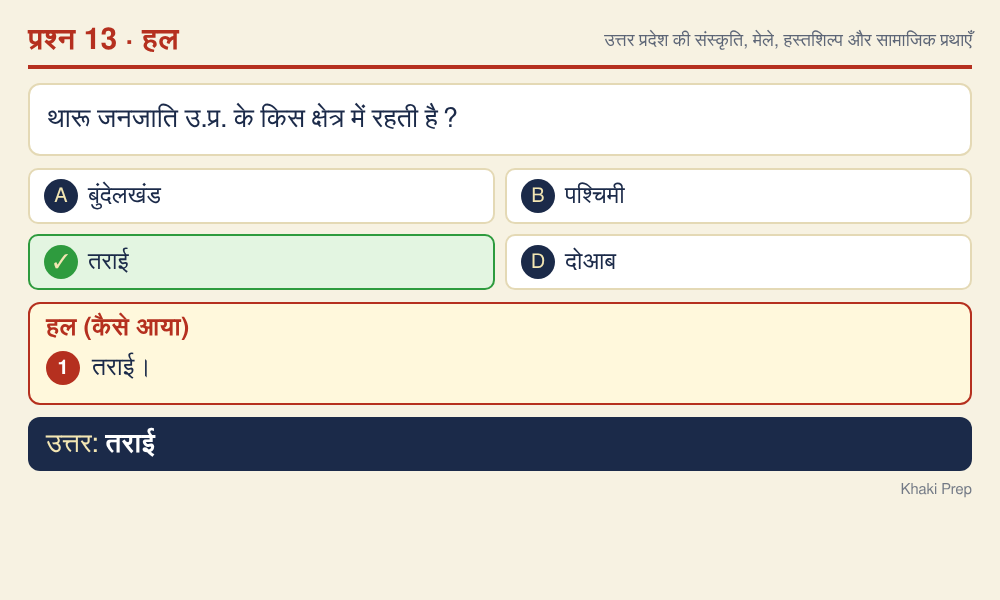 प्रश्न 13 · हल
उत्तर प्रदेश की संस्कृति, मेले, हस्तशिल्प और सामाजिक प्रथाएँ
थारू जनजाति उ.प्र. के किस क्षेत्र में रहती है ?
A बुंदेलखंड
B पश्चिमी
✓ तराई
D दोआब
हल (कैसे आया)
1 तराई।
उत्तर: तराई
Khaki Prep